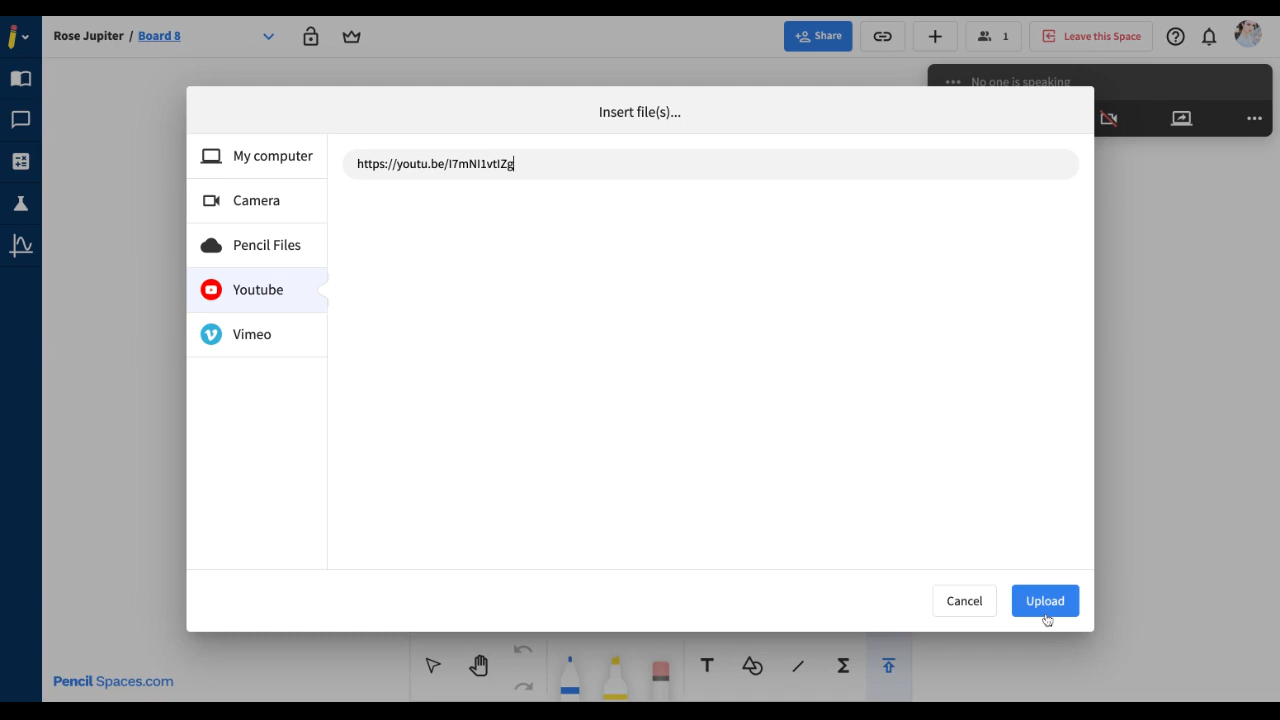 Rose Jupiter / Board 8
Share
1
Leave this Space
No one is speaking
Insert file(s)...
My computer
https://youtu.be/I7mNI1vtIZg
Camera
Pencil Files
Youtube
Vimeo
Cancel
Upload
T
Σ
Pencil Spaces.com